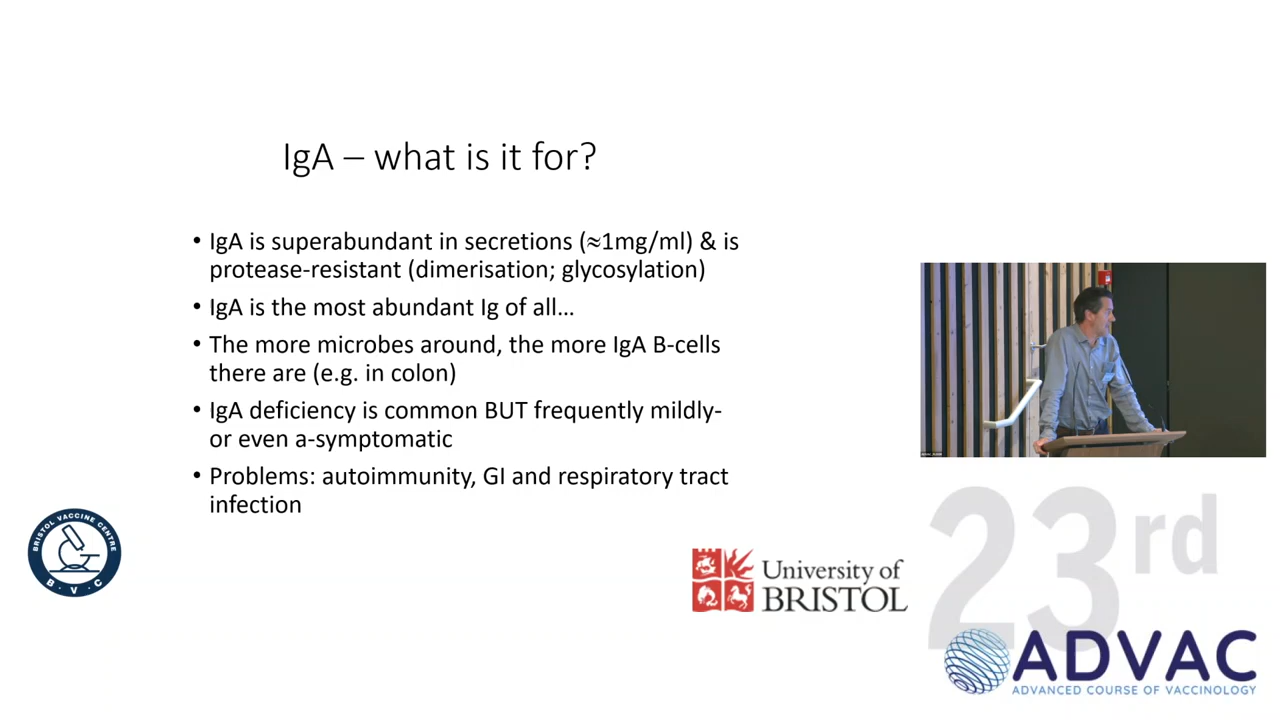 IgA – what is it for?
• IgA is superabundant in secretions (≈1mg/ml) & is
protease-resistant (dimerisation; glycosylation)
• IgA is the most abundant Ig of all…
• The more microbes around, the more IgA B-cells
there are (e.g. in colon)
• IgA deficiency is common BUT frequently mildly-
or even a-symptomatic
• Problems: autoimmunity, GI and respiratory tract
infection
BRISTOL VACCINE CENTRE
B · V · C
University of
BRISTOL
23rd
ADVAC
ADVANCED COURSE OF VACCINOLOGY